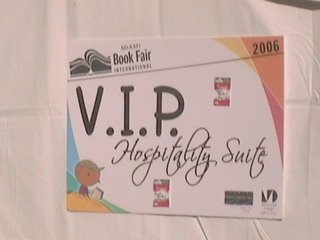 MIAMI
Book Fair
INTERNATIONAL
2006
V.I.P.
Hospitality Suite